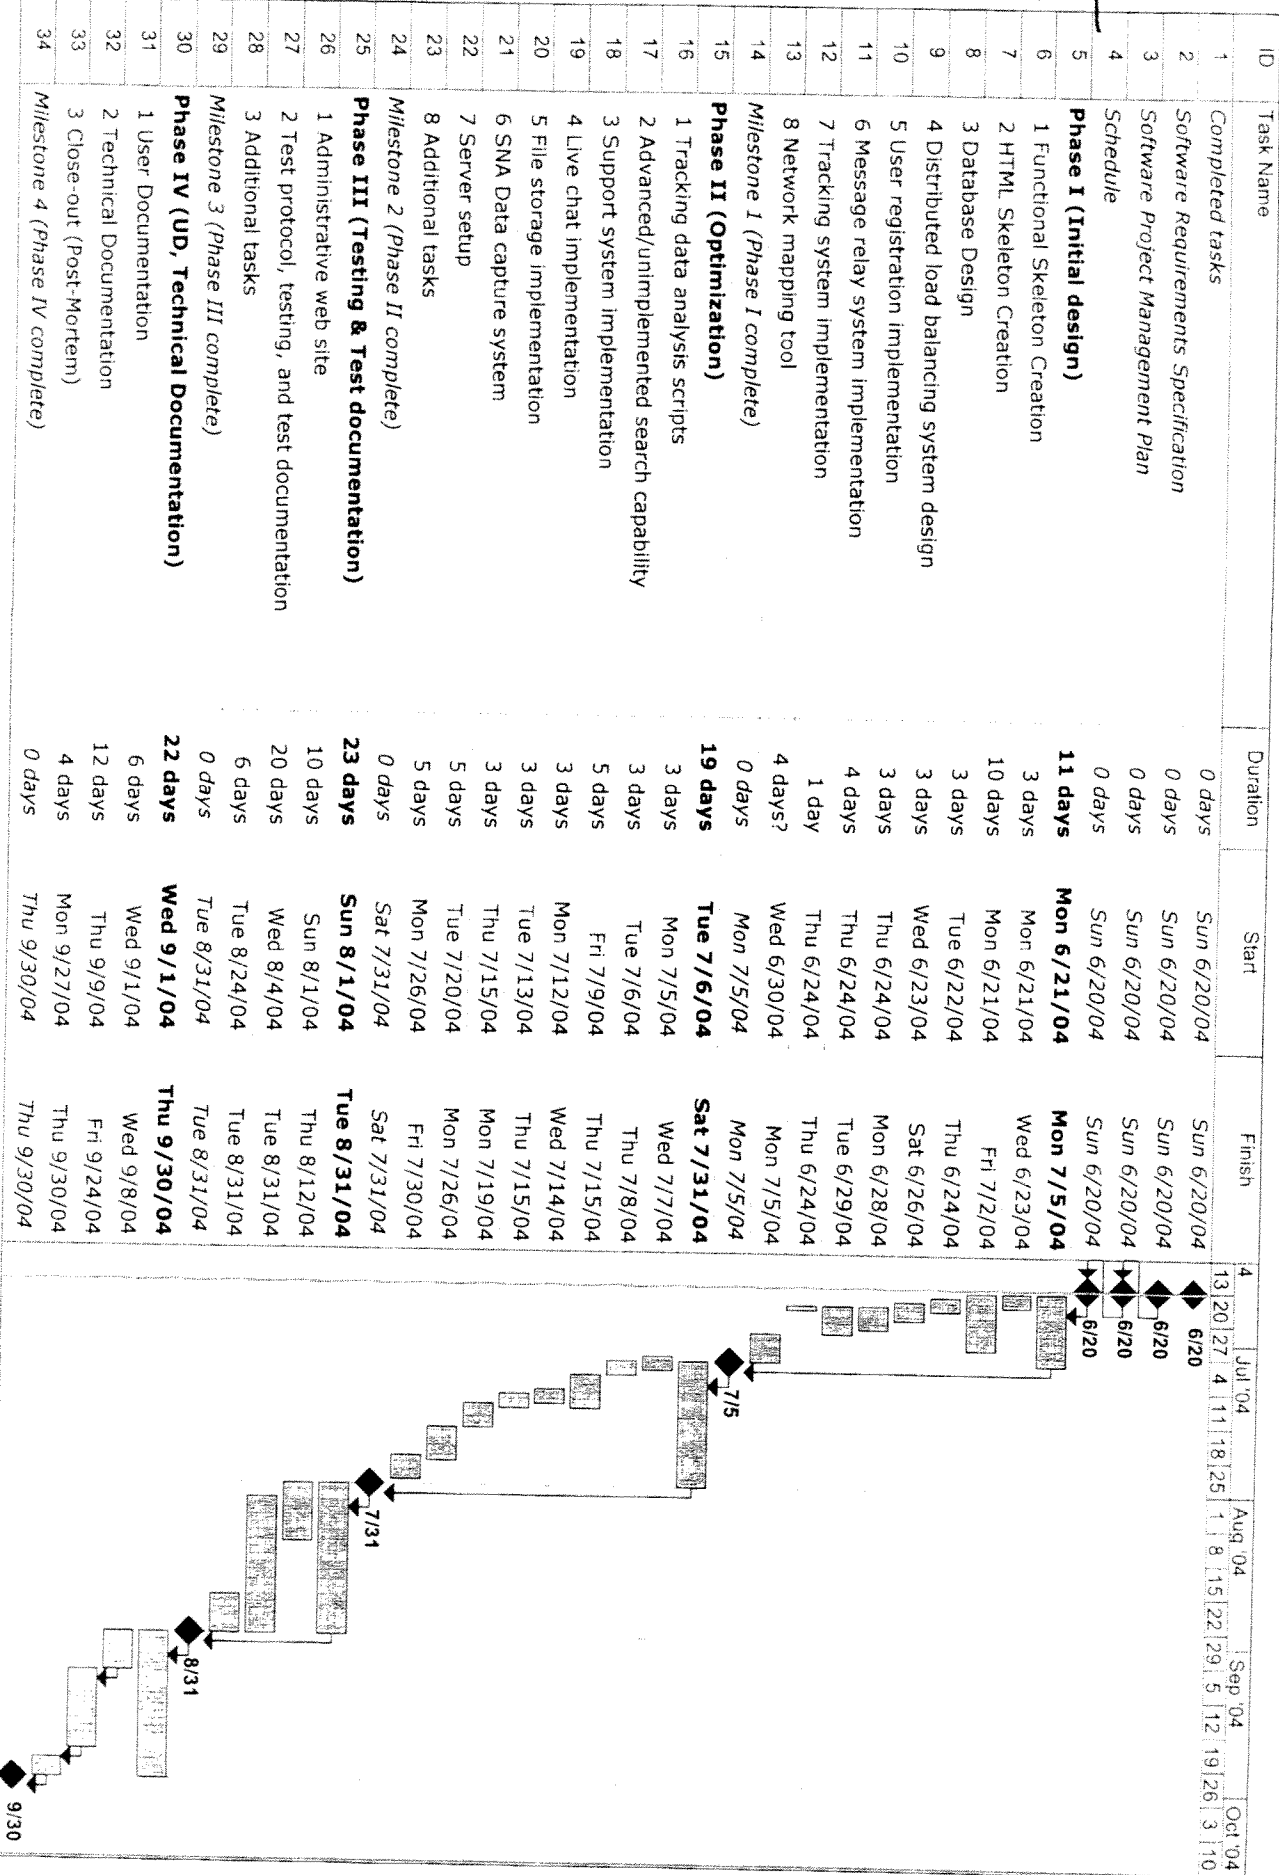 ID Task Name Duration Start Finish 4 Jul '04 Aug '04 Sep '04 Oct '04
13 20 27 4 11 18 25 1 8 15 22 29 5 12 19 26 3 10
1 Completed tasks 0 days Sun 6/20/04 Sun 6/20/04 6/20
2 Software Requirements Specification 0 days Sun 6/20/04 Sun 6/20/04 6/20
3 Software Project Management Plan 0 days Sun 6/20/04 Sun 6/20/04 6/20
4 Schedule 0 days Sun 6/20/04 Sun 6/20/04 6/20
5 Phase I (Initial design) 11 days Mon 6/21/04 Mon 7/5/04
6 1 Functional Skeleton Creation 3 days Mon 6/21/04 Wed 6/23/04
7 2 HTML Skeleton Creation 10 days Mon 6/21/04 Fri 7/2/04
8 3 Database Design 3 days Tue 6/22/04 Thu 6/24/04
9 4 Distributed load balancing system design 3 days Wed 6/23/04 Sat 6/26/04
10 5 User registration implementation 3 days Thu 6/24/04 Mon 6/28/04
11 6 Message relay system implementation 4 days Thu 6/24/04 Tue 6/29/04
12 7 Tracking system implementation 1 day Thu 6/24/04 Thu 6/24/04
13 8 Network mapping tool 4 days? Wed 6/30/04 Mon 7/5/04
14 Milestone 1 (Phase I complete) 0 days Mon 7/5/04 Mon 7/5/04 7/5
15 Phase II (Optimization) 19 days Tue 7/6/04 Sat 7/31/04
16 1 Tracking data analysis scripts 3 days Mon 7/5/04 Wed 7/7/04
17 2 Advanced/unimplemented search capability 3 days Tue 7/6/04 Thu 7/8/04
18 3 Support system implementation 5 days Fri 7/9/04 Thu 7/15/04
19 4 Live chat implementation 3 days Mon 7/12/04 Wed 7/14/04
20 5 File storage implementation 3 days Tue 7/13/04 Thu 7/15/04
21 6 SNA Data capture system 3 days Thu 7/15/04 Mon 7/19/04
22 7 Server setup 5 days Tue 7/20/04 Mon 7/26/04
23 8 Additional tasks 5 days Mon 7/26/04 Fri 7/30/04
24 Milestone 2 (Phase II complete) 0 days Sat 7/31/04 Sat 7/31/04 7/31
25 Phase III (Testing & Test documentation) 23 days Sun 8/1/04 Tue 8/31/04
26 1 Administrative web site 10 days Sun 8/1/04 Thu 8/12/04
27 2 Test protocol, testing, and test documentation 20 days Wed 8/4/04 Tue 8/31/04
28 3 Additional tasks 6 days Tue 8/24/04 Tue 8/31/04
29 Milestone 3 (Phase III complete) 0 days Tue 8/31/04 Tue 8/31/04 8/31
30 Phase IV (UD, Technical Documentation) 22 days Wed 9/1/04 Thu 9/30/04
31 1 User Documentation 6 days Wed 9/1/04 Wed 9/8/04
32 2 Technical Documentation 12 days Thu 9/9/04 Fri 9/24/04
33 3 Close-out (Post-Mortem) 4 days Mon 9/27/04 Thu 9/30/04
34 Milestone 4 (Phase IV complete) 0 days Thu 9/30/04 Thu 9/30/04 9/30